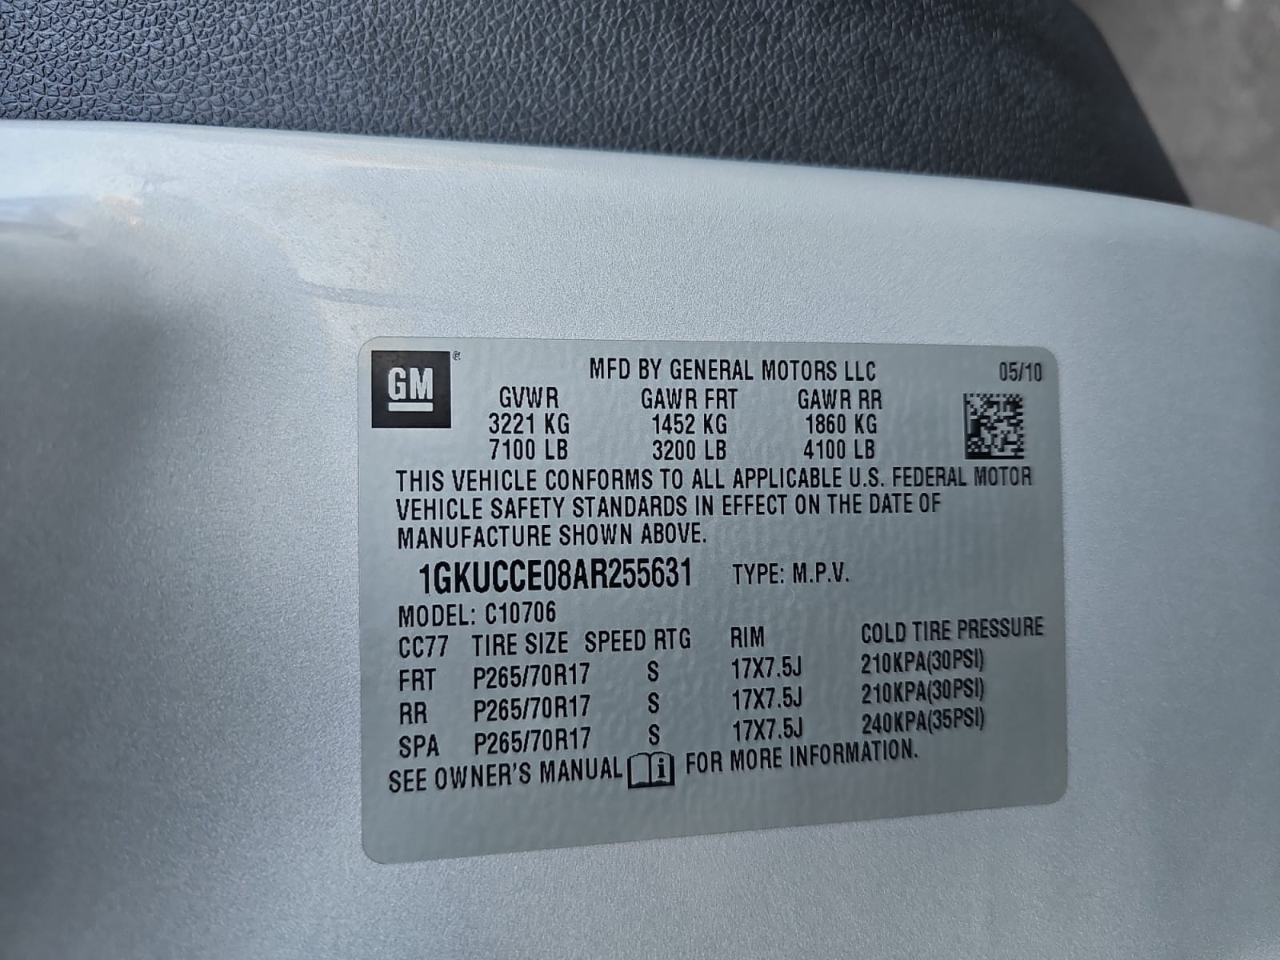 GM ®
MFD BY GENERAL MOTORS LLC 05/10
GVWR GAWR FRT GAWR RR
3221 KG 1452 KG 1860 KG
7100 LB 3200 LB 4100 LB
THIS VEHICLE CONFORMS TO ALL APPLICABLE U.S. FEDERAL MOTOR
VEHICLE SAFETY STANDARDS IN EFFECT ON THE DATE OF
MANUFACTURE SHOWN ABOVE.
1GKUCCE08AR255631 TYPE: M.P.V.
MODEL: C10706
CC77 TIRE SIZE SPEED RTG RIM COLD TIRE PRESSURE
FRT P265/70R17 S 17X7.5J 210KPA(30PSI)
RR P265/70R17 S 17X7.5J 210KPA(30PSI)
SPA P265/70R17 S 17X7.5J 240KPA(35PSI)
SEE OWNER'S MANUAL i FOR MORE INFORMATION.